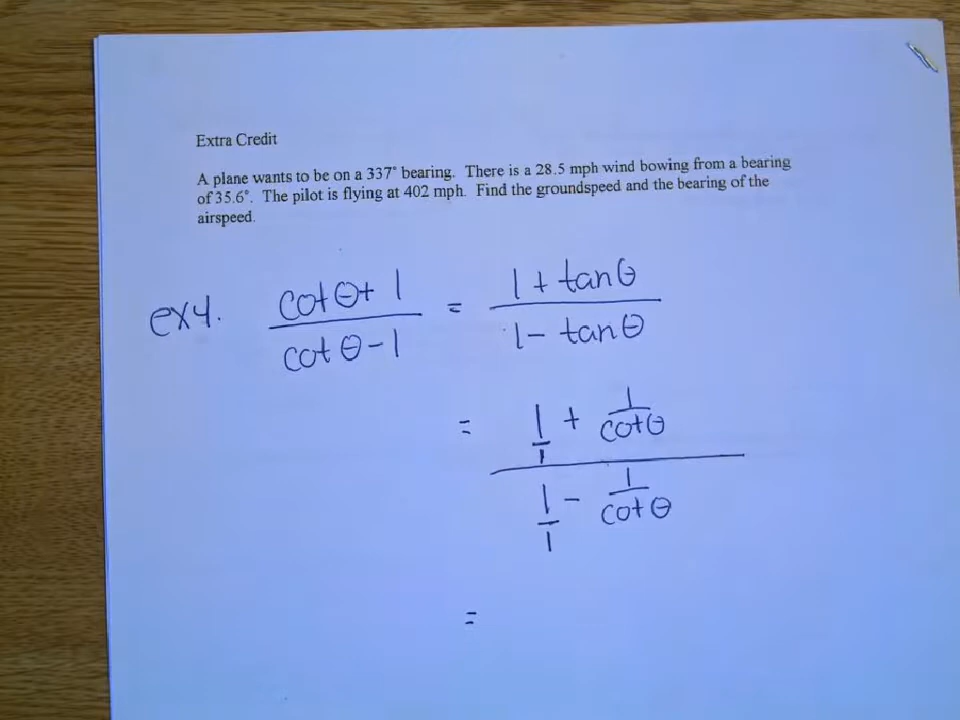 Extra Credit
A plane wants to be on a 337° bearing. There is a 28.5 mph wind bowing from a bearing
of 35.6°. The pilot is flying at 402 mph. Find the groundspeed and the bearing of the
airspeed.
ex4. cot θ + 1 / cot θ - 1 = 1 + tan θ / 1 - tan θ
= 1/1 + 1/cot θ / 1/1 - 1/cot θ
=